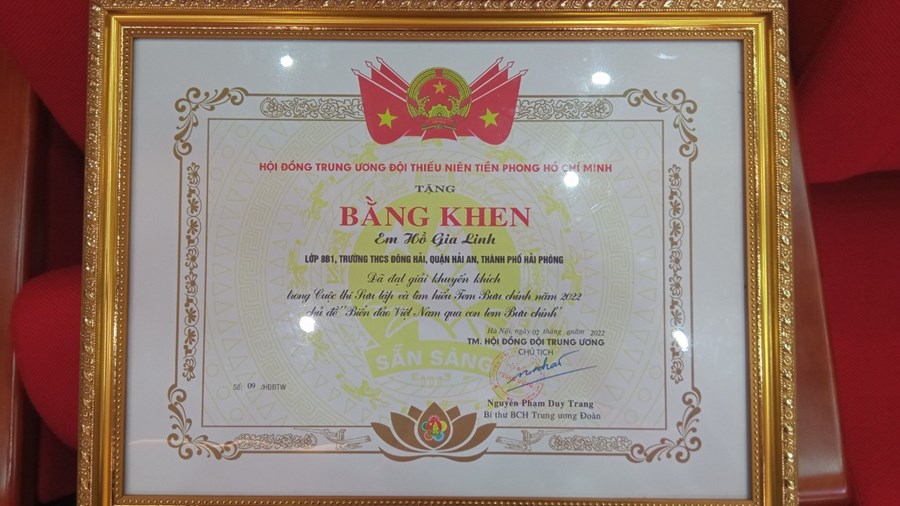 HỘI ĐỒNG TRUNG ƯƠNG ĐỘI THIẾU NIÊN TIỀN PHONG HỒ CHÍ MINH
TẶNG
BẰNG KHEN
Em Hồ Gia Linh
LỚP 8B1, TRƯỜNG THCS ĐÔNG HẢI, QUẬN HẢI AN, THÀNH PHỐ HẢI PHÒNG
Đã đạt giải khuyến khích
trong Cuộc thi Sưu tập và tìm hiểu Tem Bưu chính năm 2022
chủ đề "Biển đảo Việt Nam qua con tem Bưu chính"
Hà Nội, ngày 02 tháng năm 2022
TM. HỘI ĐỒNG ĐỘI TRUNG ƯƠNG
CHỦ TỊCH
SẴN SÀNG
Số: 09 /HĐĐTW
Nguyễn Phạm Duy Trang
Bí thư BCH Trung ương Đoàn